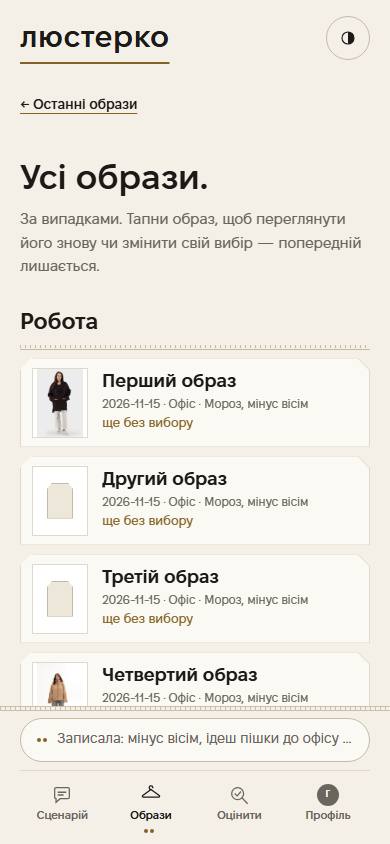 люстерко
← Останні образи
Усі образи.
За випадками. Тапни образ, щоб переглянути
його знову чи змінити свій вибір — попередній
лишається.
Робота
Перший образ
2026-11-15 · Офіс · Мороз, мінус вісім
ще без вибору
Другий образ
2026-11-15 · Офіс · Мороз, мінус вісім
ще без вибору
Третій образ
2026-11-15 · Офіс · Мороз, мінус вісім
ще без вибору
Четвертий образ
2026-11-15 · Офіс · Мороз, мінус вісім
Записала: мінус вісім, ідеш пішки до офісу ...
Сценарій
Образи
Оцінити
Г
Профіль